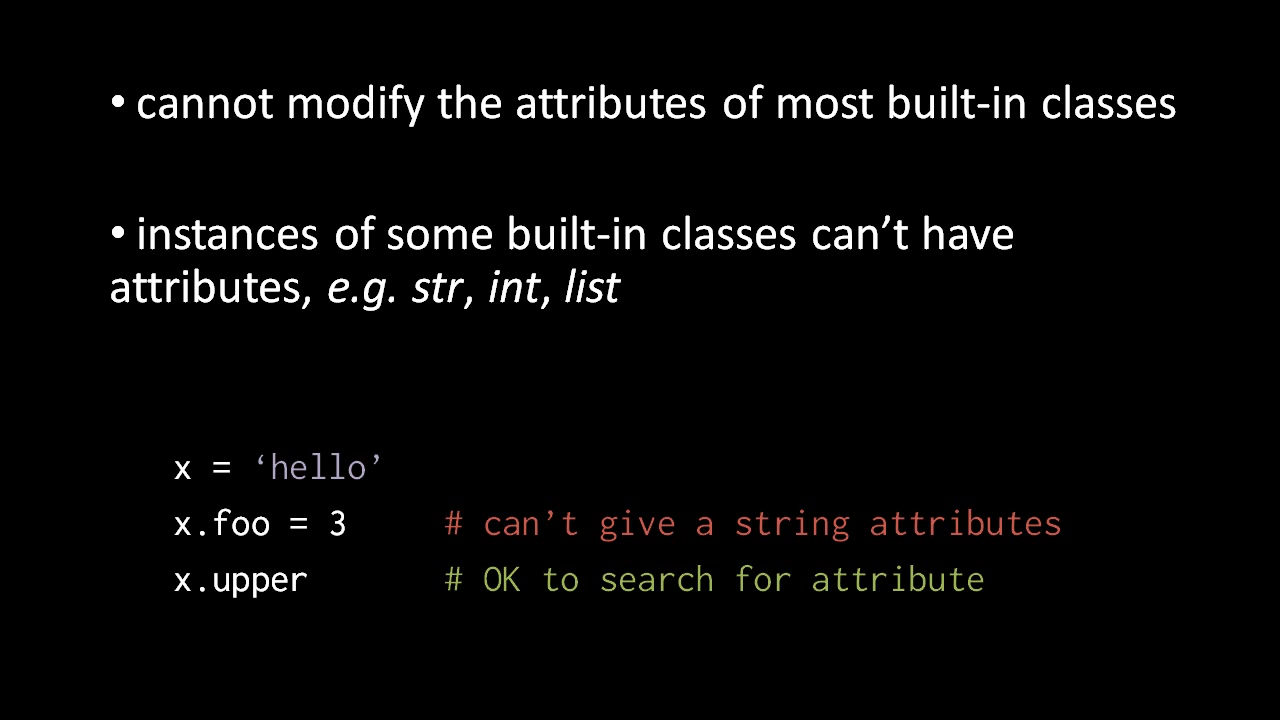 • cannot modify the attributes of most built-in classes
• instances of some built-in classes can’t have
attributes, e.g. str, int, list
x = ‘hello’
x.foo = 3 # can’t give a string attributes
x.upper # OK to search for attribute